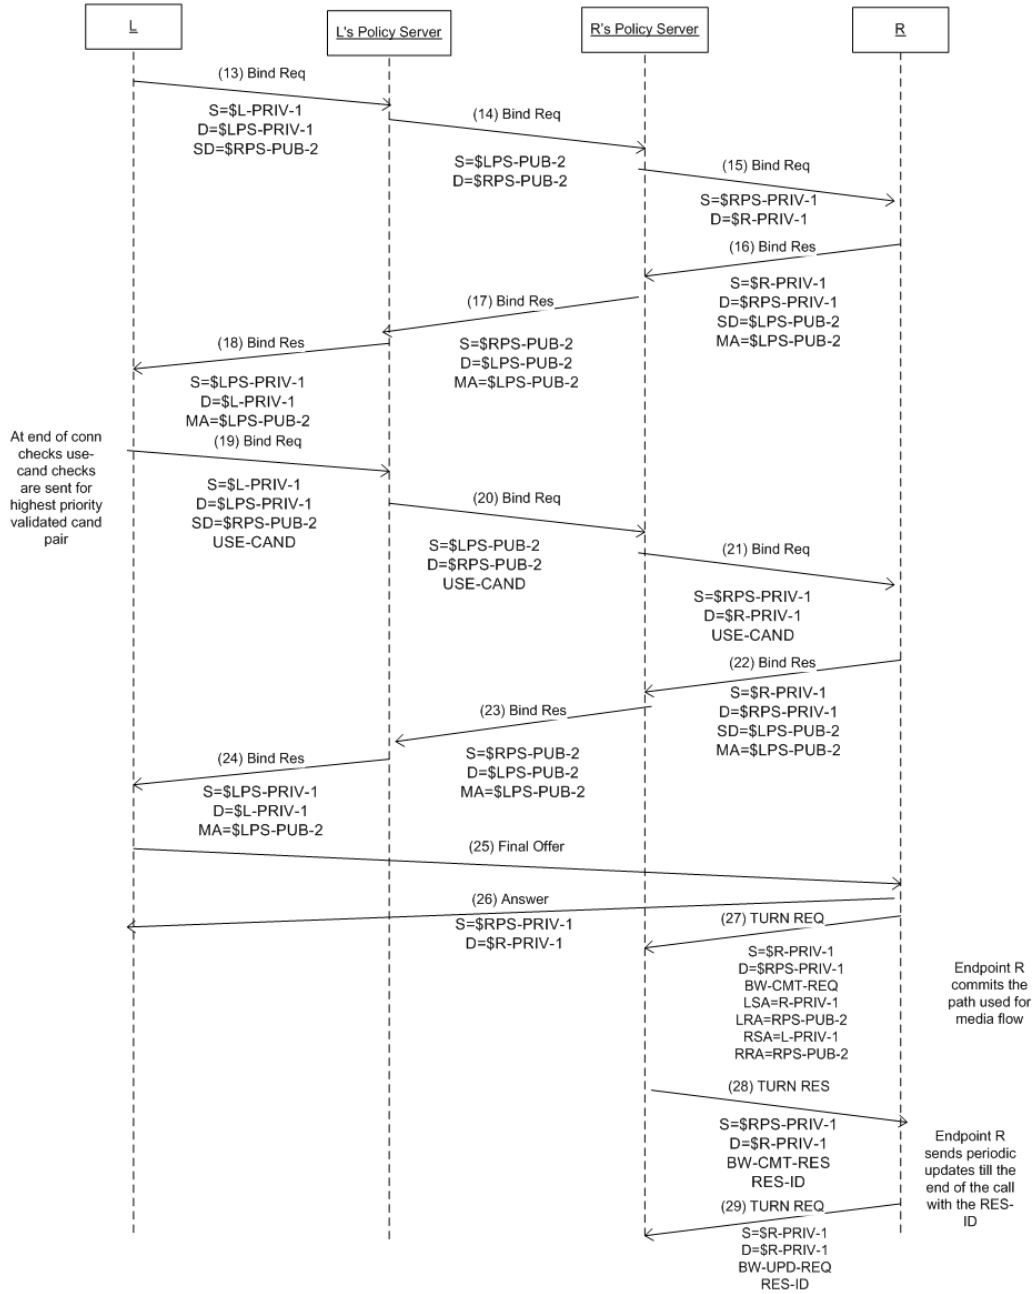 L
L's Policy Server
R's Policy Server
R
(13) Bind Req
S=$L-PRIV-1
D=$LPS-PRIV-1
SD=$RPS-PUB-2
(14) Bind Req
S=$LPS-PUB-2
D=$RPS-PUB-2
(15) Bind Req
S=$RPS-PRIV-1
D=$R-PRIV-1
(16) Bind Res
S=$R-PRIV-1
D=$RPS-PRIV-1
SD=$LPS-PUB-2
MA=$LPS-PUB-2
(17) Bind Res
S=$RPS-PUB-2
D=$LPS-PUB-2
MA=$LPS-PUB-2
(18) Bind Res
S=$LPS-PRIV-1
D=$L-PRIV-1
MA=$LPS-PUB-2
At end of conn
checks use-
cand checks
are sent for
highest priority
validated cand
pair
(19) Bind Req
S=$L-PRIV-1
D=$LPS-PRIV-1
SD=$RPS-PUB-2
USE-CAND
(20) Bind Req
S=$LPS-PUB-2
D=$RPS-PUB-2
USE-CAND
(21) Bind Req
S=$RPS-PRIV-1
D=$R-PRIV-1
USE-CAND
(22) Bind Res
S=$R-PRIV-1
D=$RPS-PRIV-1
SD=$LPS-PUB-2
MA=$LPS-PUB-2
(23) Bind Res
S=$RPS-PUB-2
D=$LPS-PUB-2
MA=$LPS-PUB-2
(24) Bind Res
S=$LPS-PRIV-1
D=$L-PRIV-1
MA=$LPS-PUB-2
(25) Final Offer
(26) Answer
S=$RPS-PRIV-1
D=$R-PRIV-1
(27) TURN REQ
S=$R-PRIV-1
D=$RPS-PRIV-1
BW-CMT-REQ
LSA=R-PRIV-1
LRA=RPS-PUB-2
RSA=L-PRIV-1
RRA=RPS-PUB-2
Endpoint R
commits the
path used for
media flow
(28) TURN RES
S=$RPS-PRIV-1
D=$R-PRIV-1
BW-CMT-RES
RES-ID
Endpoint R
sends periodic
updates till the
end of the call
with the RES-
ID
(29) TURN REQ
S=$R-PRIV-1
D=$R-PRIV-1
BW-UPD-REQ
RES-ID